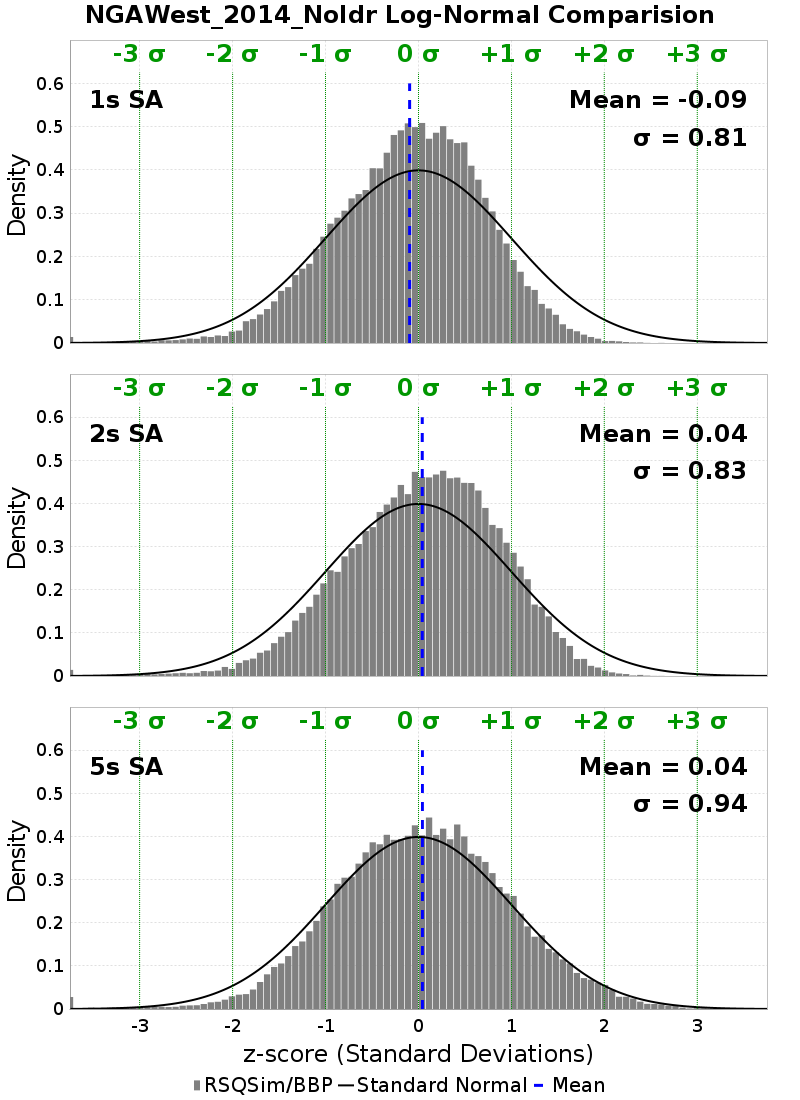 NGAWest_2014_NoIdr Log-Normal Comparision
-3 σ -2 σ -1 σ 0 σ +1 σ +2 σ +3 σ
0.6
1s SA
Mean = -0.09
0.5
σ = 0.81
0.4
0.3
0.2
0.1
0
Density
-3 σ -2 σ -1 σ 0 σ +1 σ +2 σ +3 σ
0.6
2s SA
Mean = 0.04
0.5
σ = 0.83
0.4
0.3
0.2
0.1
0
Density
-3 σ -2 σ -1 σ 0 σ +1 σ +2 σ +3 σ
0.6
5s SA
Mean = 0.04
0.5
σ = 0.94
0.4
0.3
0.2
0.1
0
Density
-3 -2 -1 0 1 2 3
z-score (Standard Deviations)
RSQSim/BBP Standard Normal Mean